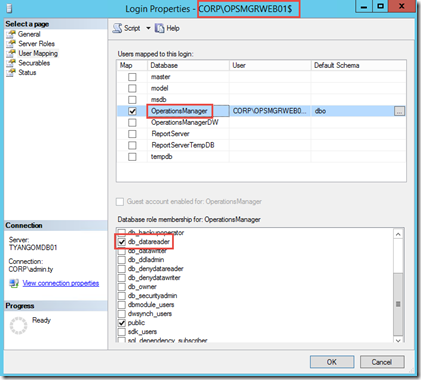 Login Properties - CORP\OPSMGRWEB01$
Select a page
General
Server Roles
User Mapping
Securables
Status
Script
Help
Users mapped to this login:
Map Database User Default Schema
master
model
msdb
OperationsManager CORP\OPSMGRWEB0... dbo ...
OperationsManagerDW
ReportServer
ReportServerTempDB
tempdb
Guest account enabled for: OperationsManager
Database role membership for: OperationsManager
db_backupoperator
db_datareader
db_datawriter
db_ddladmin
db_denydatareader
db_denydatawriter
db_owner
db_securityadmin
dbmodule_users
dwsynch_users
public
sdk_users
sql_dependency_subscriber
Connection
Server:
TYANGOMDB01
Connection:
CORP\admin.ty
View connection properties
Progress
Ready
OK
Cancel